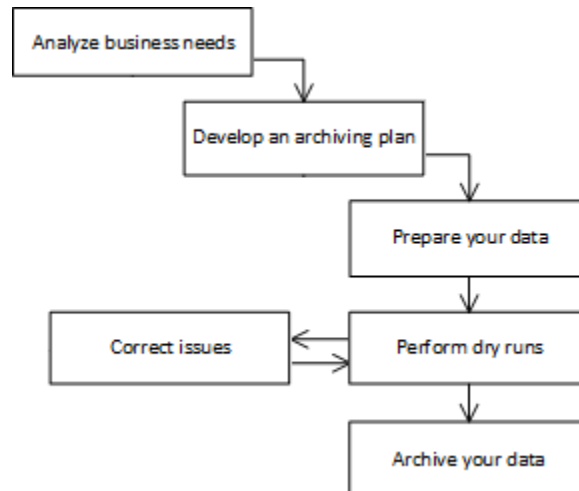 Analyze business needs
Develop an archiving plan
Prepare your data
Correct issues
Perform dry runs
Archive your data